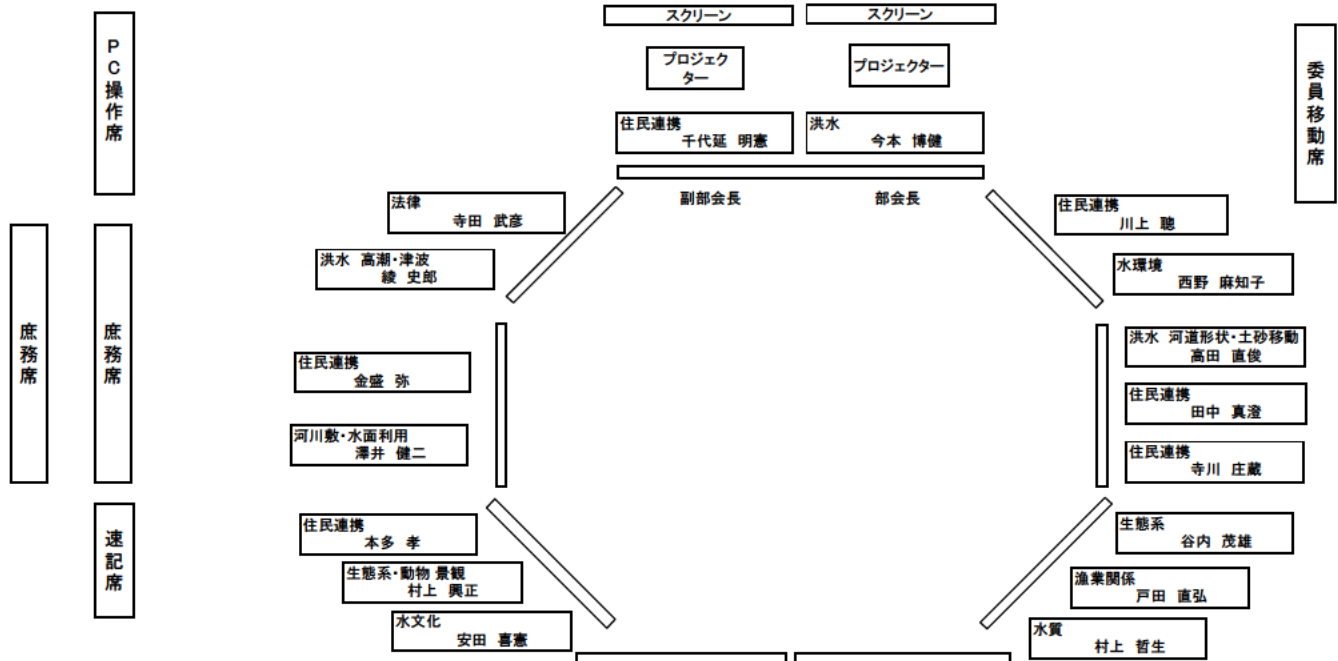 スクリーン
スクリーン
プロジェク
ター
プロジェクター
PC操作席
委員移動席
住民連携
千代延 明憲
洪水
今本 博健
副部会長
部会長
法律
寺田 武彦
洪水 高潮・津波
綾 史郎
住民連携
川上 聰
水環境
西野 麻知子
庶務席
庶務席
住民連携
金盛 弥
河川敷・水面利用
澤井 健二
洪水 河道形状・土砂移動
高田 直俊
住民連携
田中 真澄
住民連携
寺川 庄蔵
速記席
住民連携
本多 孝
生態系・動物 景観
村上 興正
水文化
安田 喜憲
生態系
谷内 茂雄
漁業関係
戸田 直弘
水質
村上 哲生